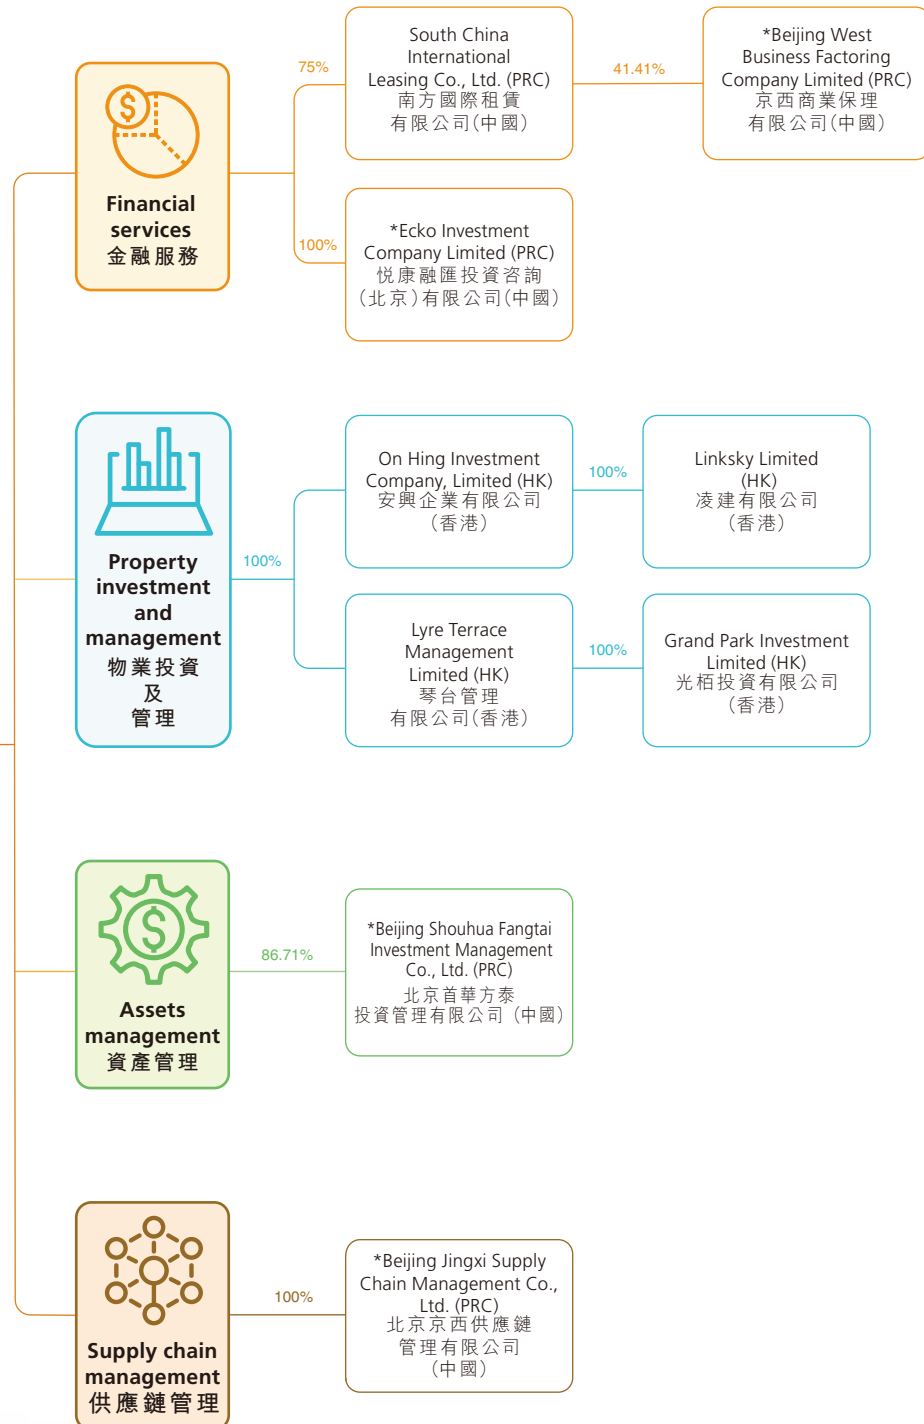 Financial
services
金融服務
75%
South China
International
Leasing Co., Ltd. (PRC)
南方國際租賃
有限公司(中國)
41.41%
*Beijing West
Business Factoring
Company Limited (PRC)
京西商業保理
有限公司(中國)
100%
*Ecko Investment
Company Limited (PRC)
悦康融匯投資咨詢
(北京)有限公司(中國)
Property
investment
and
management
物業投資
及
管理
100%
On Hing Investment
Company, Limited (HK)
安興企業有限公司
(香港)
100%
Linksky Limited
(HK)
凌建有限公司
(香港)
Lyre Terrace
Management
Limited (HK)
琴台管理
有限公司(香港)
100%
Grand Park Investment
Limited (HK)
光栢投資有限公司
(香港)
Assets
management
資產管理
86.71%
*Beijing Shouhua Fangtai
Investment Management
Co., Ltd. (PRC)
北京首華方泰
投資管理有限公司 (中國)
Supply chain
management
供應鏈管理
100%
*Beijing Jingxi Supply
Chain Management Co.,
Ltd. (PRC)
北京京西供應鏈
管理有限公司
(中國)